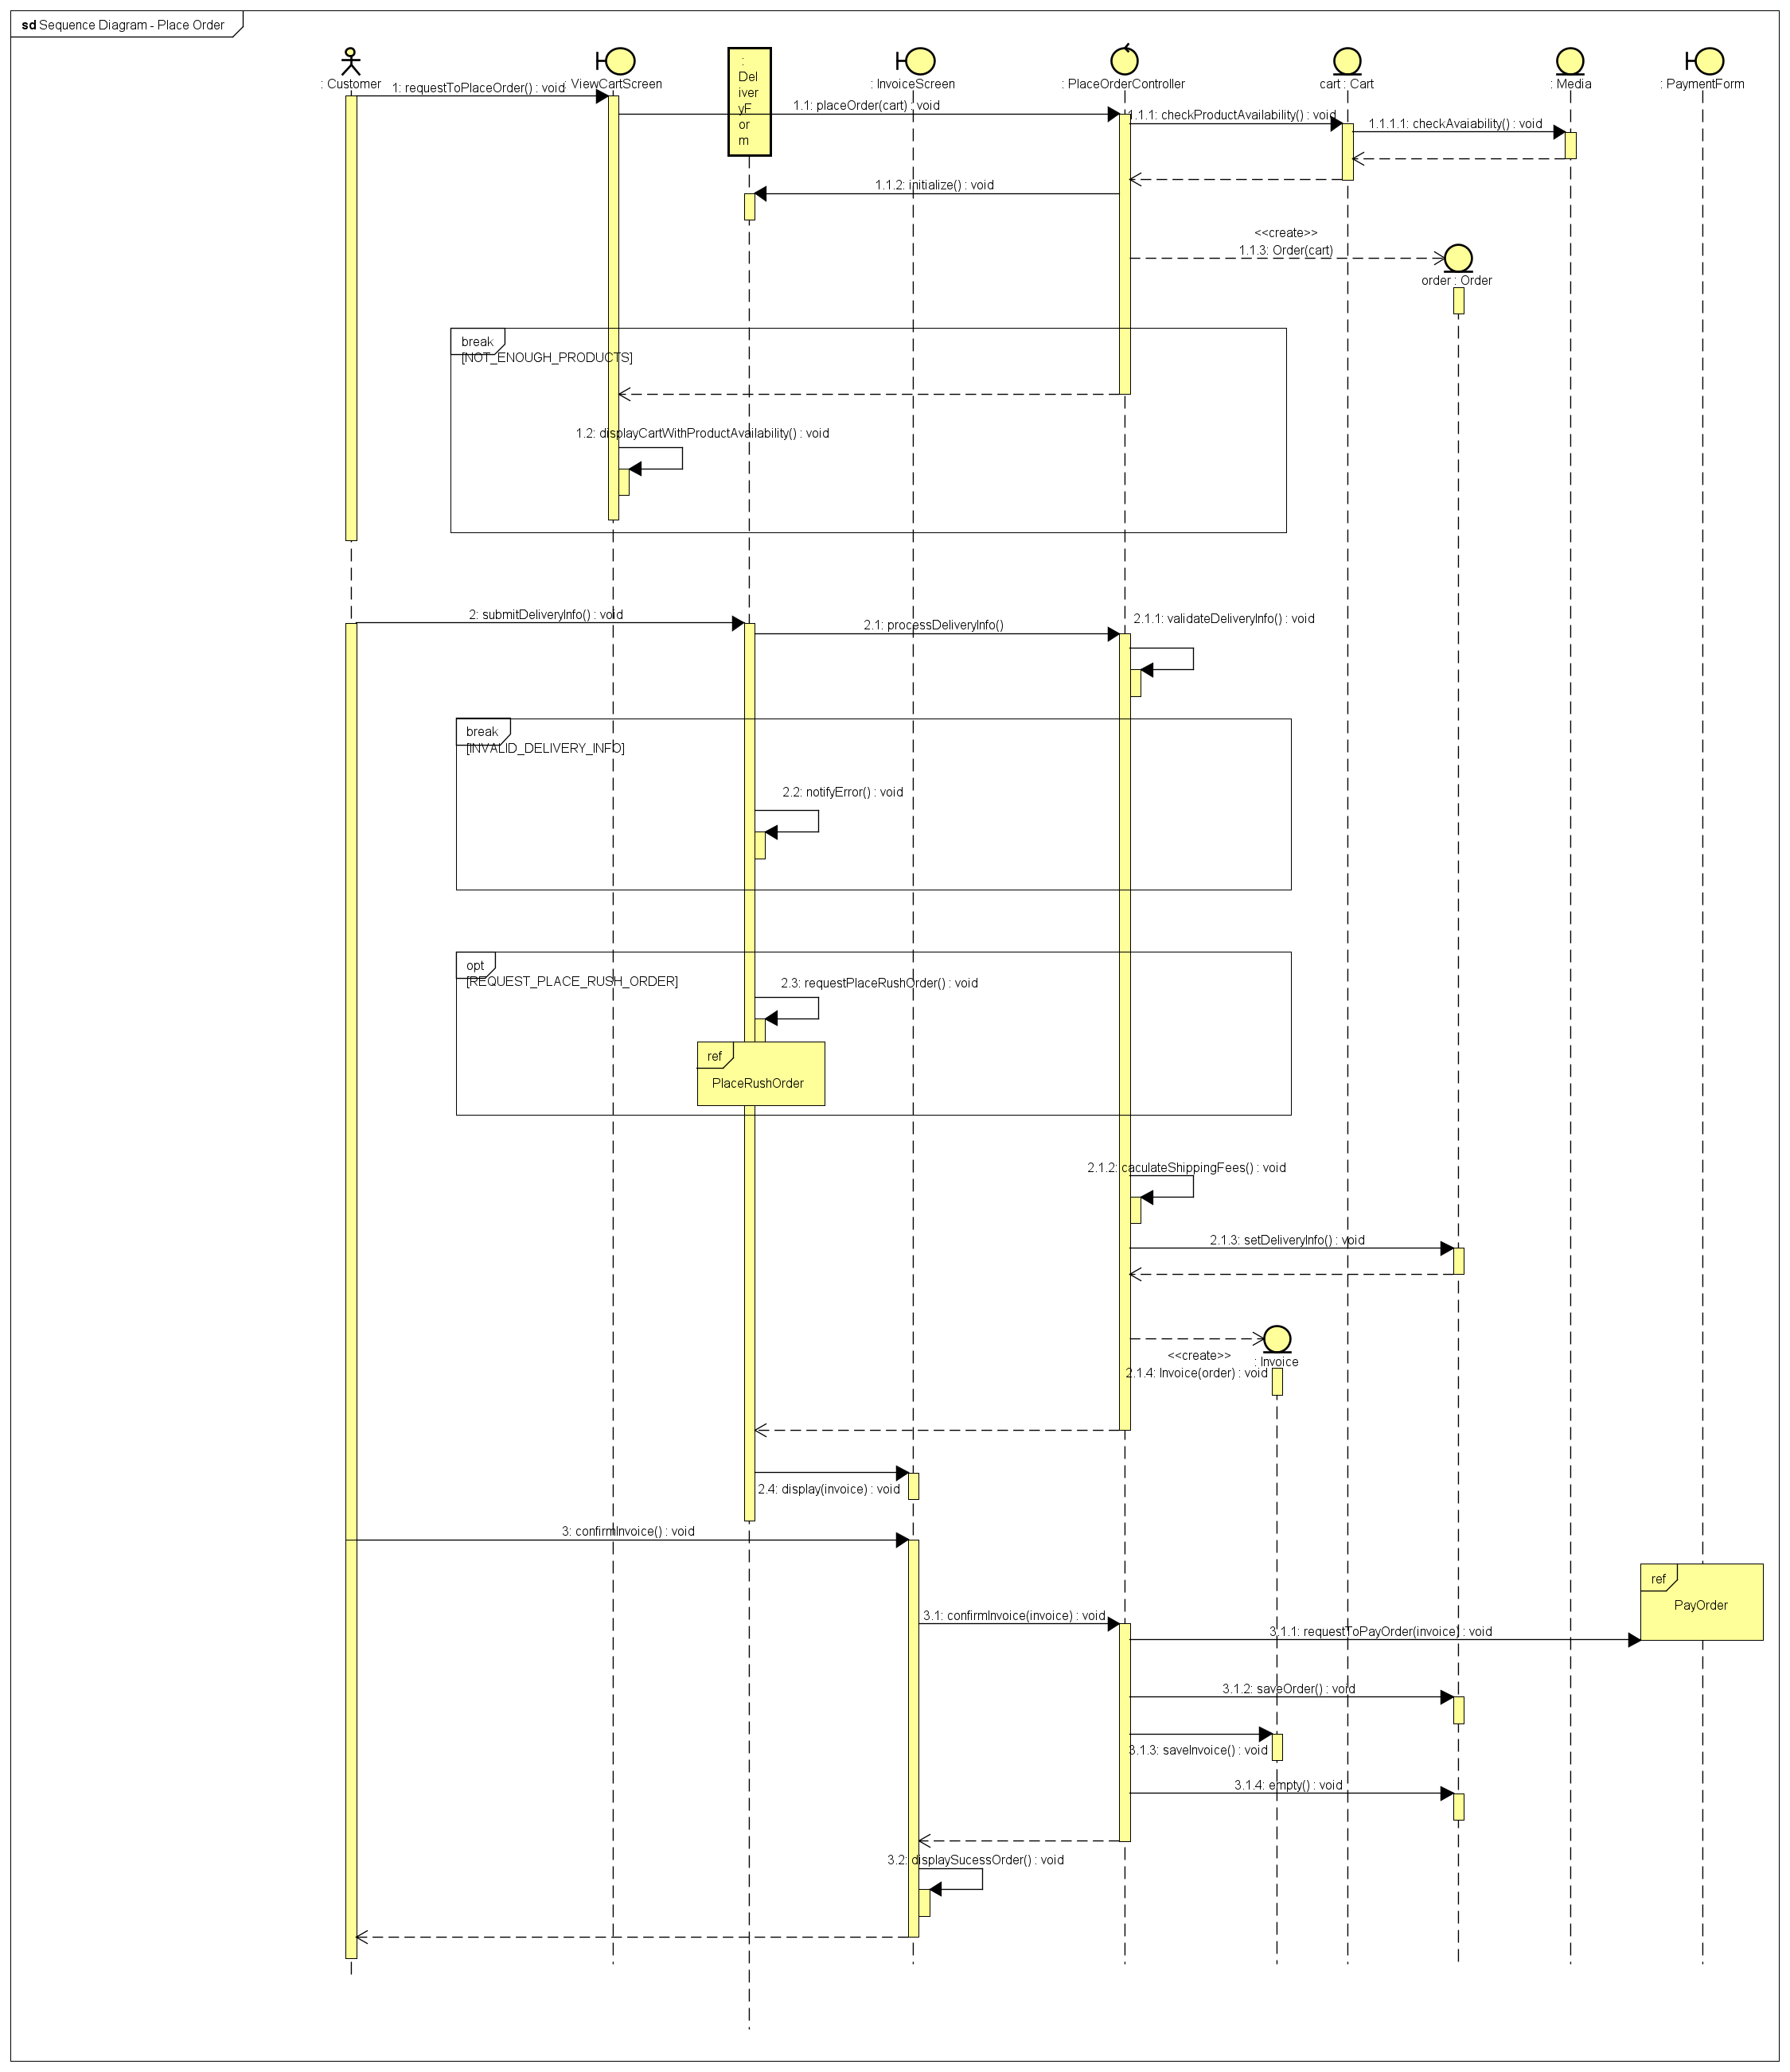 sd Sequence Diagram - Place Order
: Customer
: ViewCartScreen
:
Del
iver
yF
or
m
: InvoiceScreen
: PlaceOrderController
cart : Cart
: Media
: PaymentForm
1: requestToPlaceOrder() : void
1.1: placeOrder(cart) : void
1.1.1: checkProductAvailability() : void
1.1.1.1: checkAvaiability() : void
1.1.2: initialize() : void
<<create>>
1.1.3: Order(cart)
order : Order
break
[NOT_ENOUGH_PRODUCTS]
1.2: displayCartWithProductAvailability() : void
2: submitDeliveryInfo() : void
2.1: processDeliveryInfo()
2.1.1: validateDeliveryInfo() : void
break
[INVALID_DELIVERY_INFO]
2.2: notifyError() : void
opt
[REQUEST_PLACE_RUSH_ORDER]
2.3: requestPlaceRushOrder() : void
ref
PlaceRushOrder
2.1.2: caculateShippingFees() : void
2.1.3: setDeliveryInfo() : void
<<create>>
: Invoice
2.1.4: Invoice(order) : void
2.4: display(invoice) : void
3: confirmInvoice() : void
ref
PayOrder
3.1: confirmInvoice(invoice) : void
3.1.1: requestToPayOrder(invoice) : void
3.1.2: saveOrder() : void
3.1.3: saveInvoice() : void
3.1.4: empty() : void
3.2: displaySucessOrder() : void